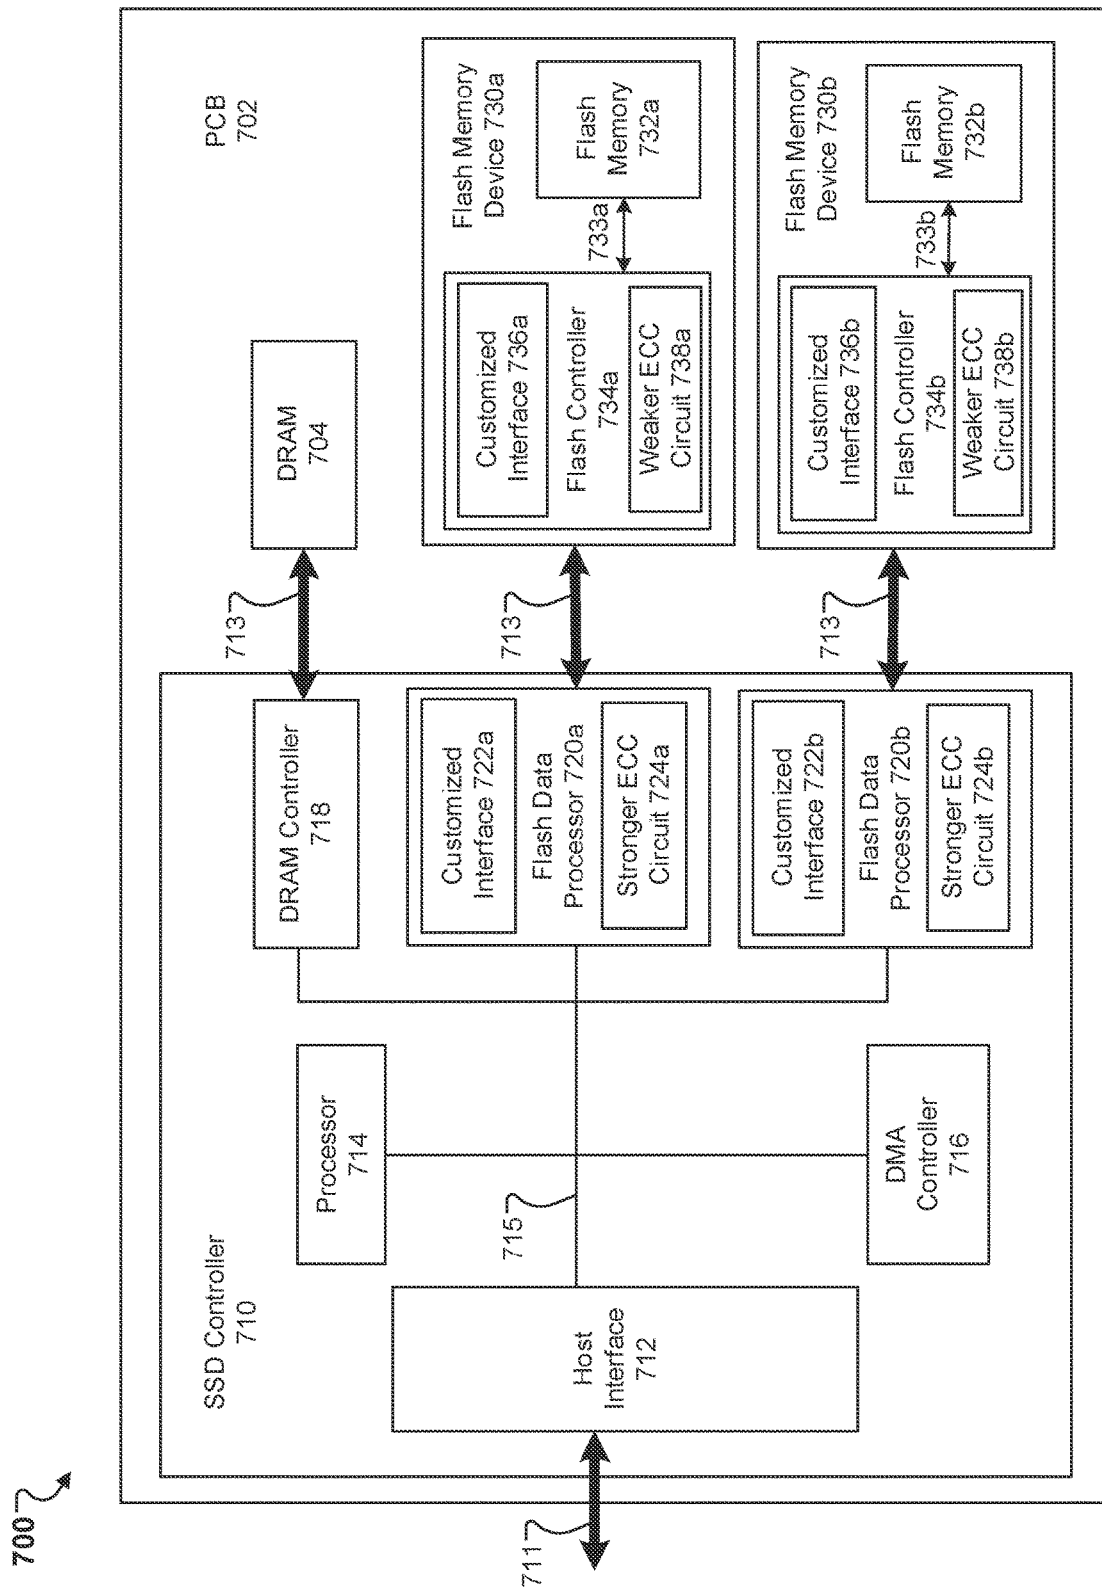 700
PCB
702
SSD Controller
710
711
Host
Interface
712
715
Processor
714
DMA
Controller
716
DRAM Controller
718
713
DRAM
704
Customized
Interface 722a
Flash Data
Processor 720a
Stronger ECC
Circuit 724a
713
Flash Memory
Device 730a
Customized
Interface 736a
Flash Controller
734a
Weaker ECC
Circuit 738a
733a
Flash
Memory
732a
Customized
Interface 722b
Flash Data
Processor 720b
Stronger ECC
Circuit 724b
713
Flash Memory
Device 730b
Customized
Interface 736b
Flash Controller
734b
Weaker ECC
Circuit 738b
733b
Flash
Memory
732b